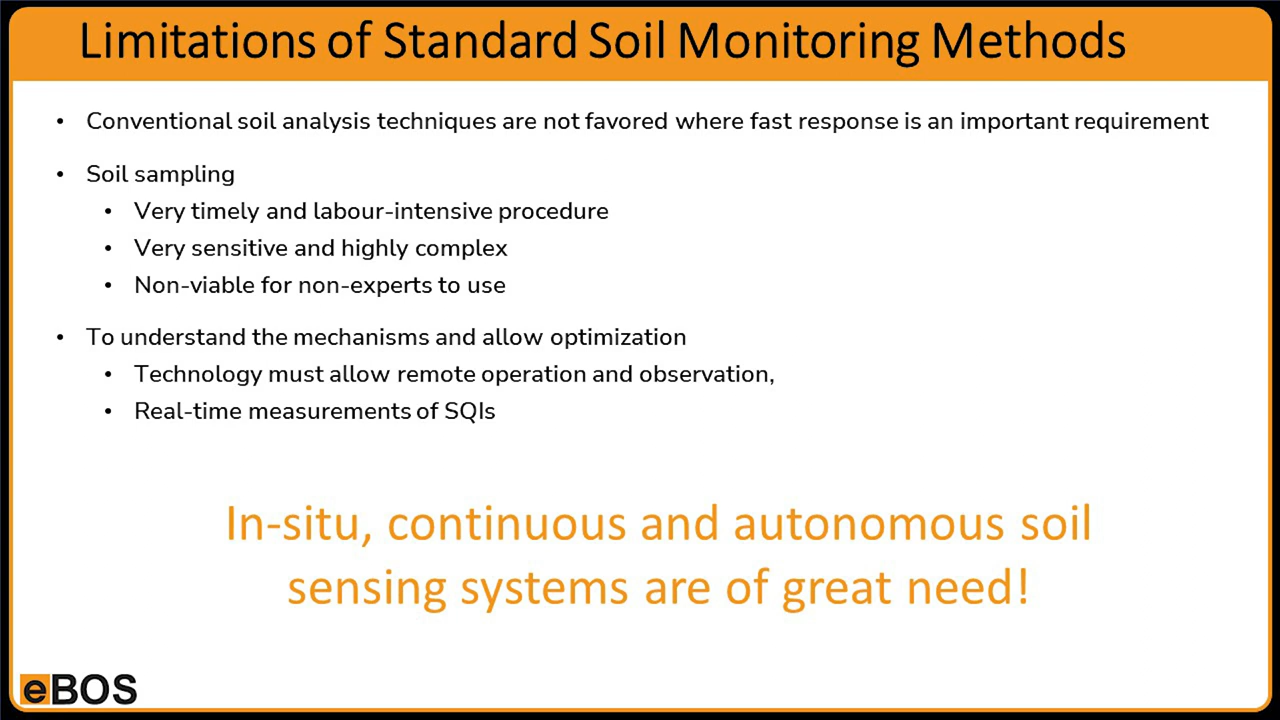 Limitations of Standard Soil Monitoring Methods
• Conventional soil analysis techniques are not favored where fast response is an important requirement
• Soil sampling
• Very timely and labour-intensive procedure
• Very sensitive and highly complex
• Non-viable for non-experts to use
• To understand the mechanisms and allow optimization
• Technology must allow remote operation and observation,
• Real-time measurements of SQIs
In-situ, continuous and autonomous soil
sensing systems are of great need!
eBOS